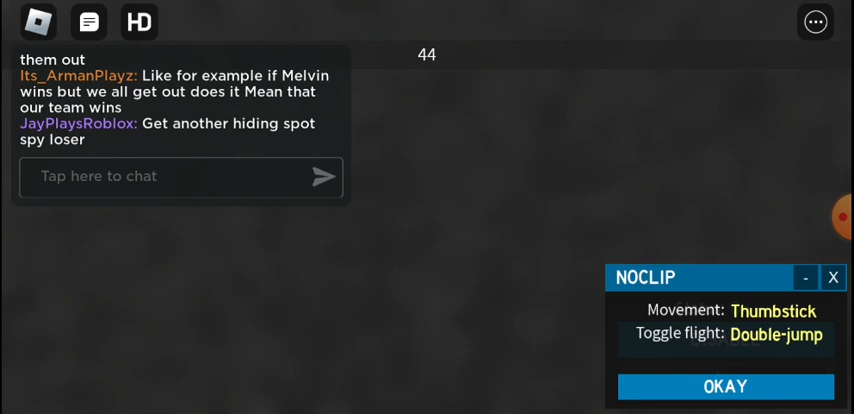 HD
44
them out
Its_ArmanPlayz: Like for example if Melvin
wins but we all get out does it Mean that
our team wins
JayPlaysRoblox: Get another hiding spot
spy loser
Tap here to chat
NOCLIP - X
Movement: Thumbstick
Toggle flight: Double-jump
OKAY